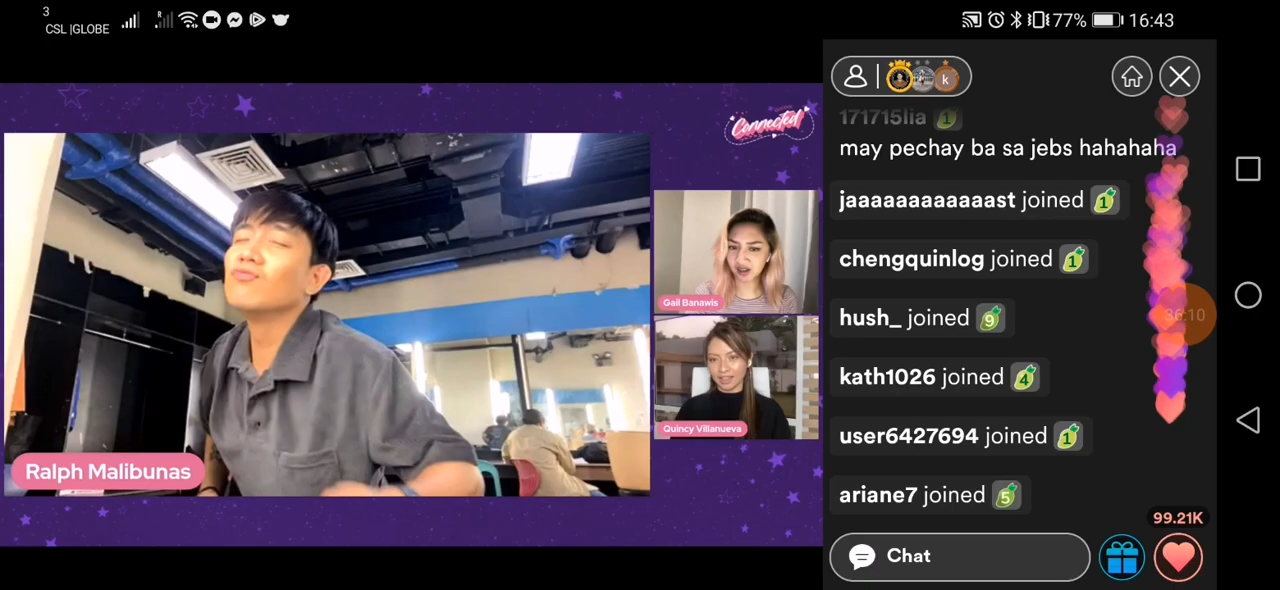 3
CSL |GLOBE
R
77%
16:43
Connected
k
171715lia 1
may pechay ba sa jebs hahahaha
jaaaaaaaaaaaast joined 1
chengquinlog joined 1
hush_ joined 9
kath1026 joined 4
user6427694 joined 1
ariane7 joined 5
36:10
Gail Banawis
Quincy Villanueva
Ralph Malibunas
99.21K
Chat